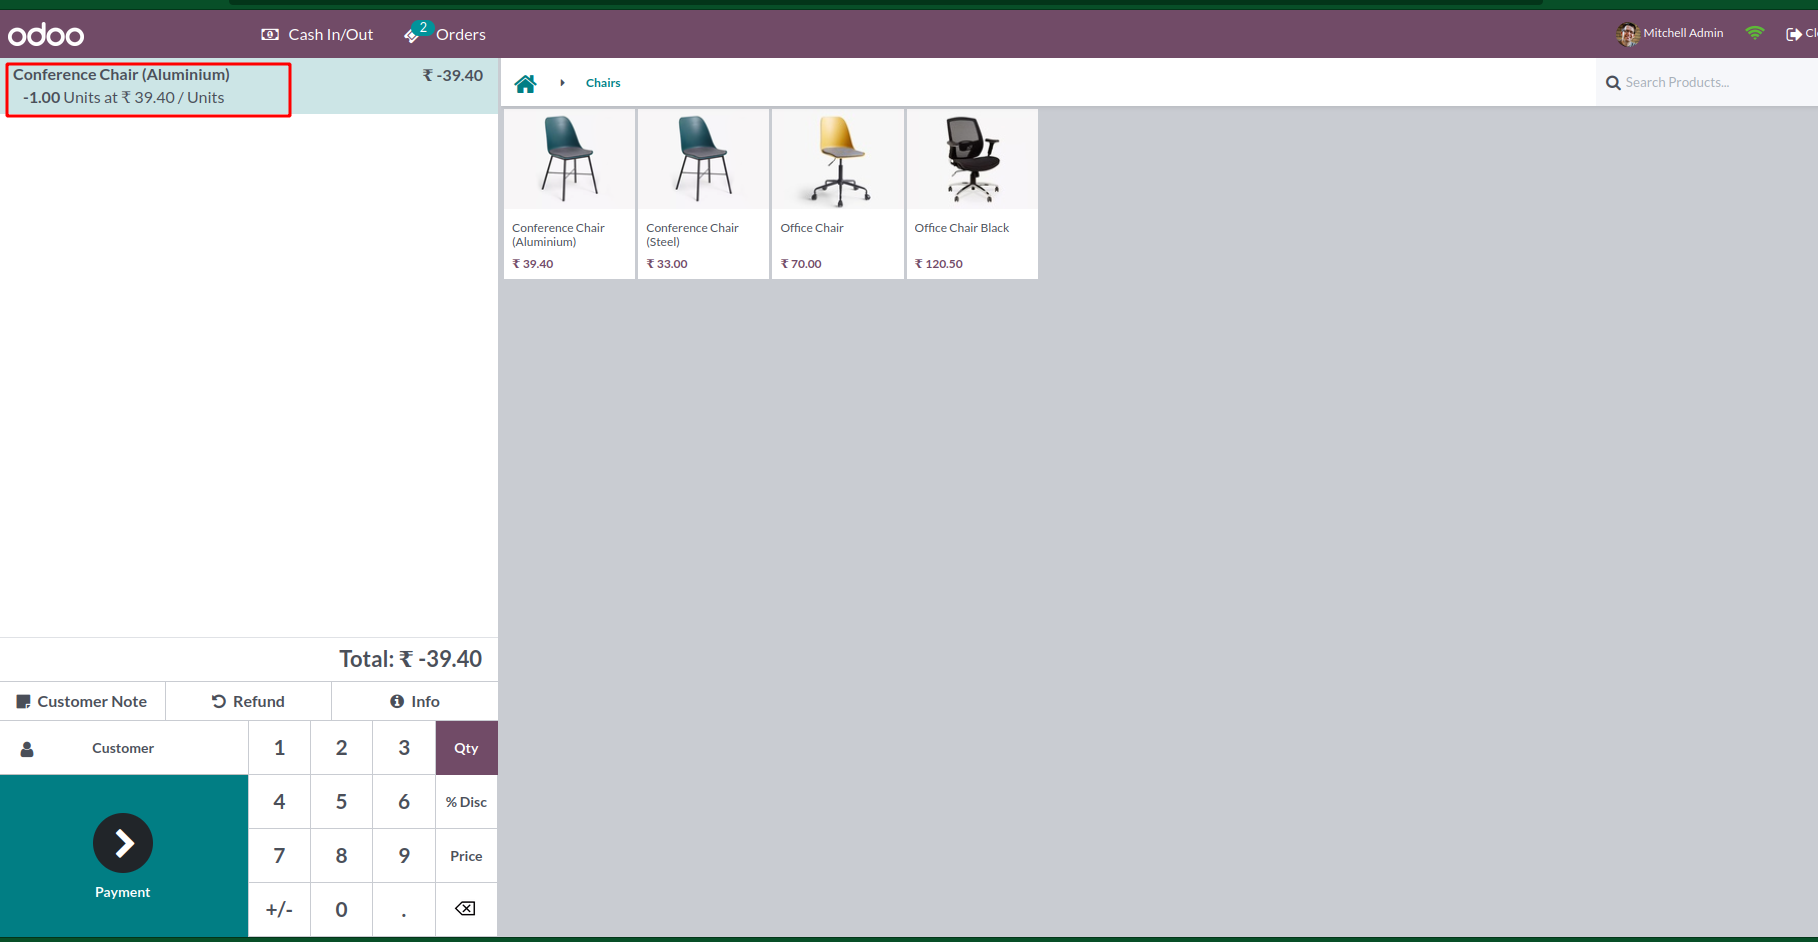 odoo
Cash In/Out
2
Orders
Mitchell Admin
Conference Chair (Aluminium)
₹ -39.40
-1.00 Units at ₹ 39.40 / Units
Chairs
Search Products...
Conference Chair (Aluminium)
₹ 39.40
Conference Chair (Steel)
₹ 33.00
Office Chair
₹ 70.00
Office Chair Black
₹ 120.50
Total: ₹ -39.40
Customer Note
Refund
Info
Customer
1 2 3 Qty
4 5 6 % Disc
7 8 9 Price
+/- 0 .
Payment